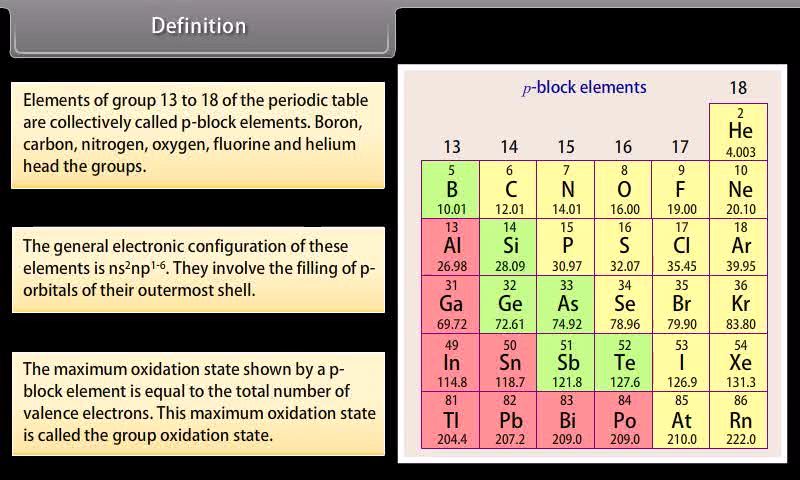 Definition
Elements of group 13 to 18 of the periodic table
are collectively called p-block elements. Boron,
carbon, nitrogen, oxygen, fluorine and helium
head the groups.
The general electronic configuration of these
elements is ns²np¹⁻⁶. They involve the filling of p-
orbitals of their outermost shell.
The maximum oxidation state shown by a p-
block element is equal to the total number of
valence electrons. This maximum oxidation state
is called the group oxidation state.
p-block elements
18
2
He
4.003
13 14 15 16 17
5 6 7 8 9 10
B C N O F Ne
10.01 12.01 14.01 16.00 19.00 20.10
13 14 15 16 17 18
Al Si P S Cl Ar
26.98 28.09 30.97 32.07 35.45 39.95
31 32 33 34 35 36
Ga Ge As Se Br Kr
69.72 72.61 74.92 78.96 79.90 83.80
49 50 51 52 53 54
In Sn Sb Te I Xe
114.8 118.7 121.8 127.6 126.9 131.3
81 82 83 84 85 86
Tl Pb Bi Po At Rn
204.4 207.2 209.0 209.0 210.0 222.0